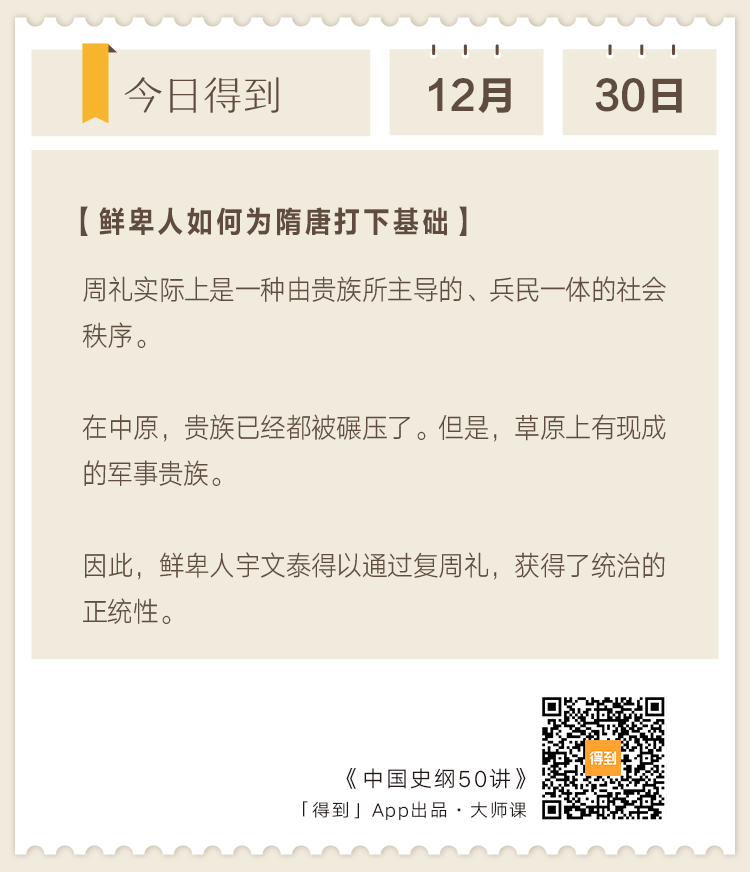 今日得到
12月
30日
【鲜卑人如何为隋唐打下基础】
周礼实际上是一种由贵族所主导的、兵民一体的社会
秩序。
在中原，贵族已经都被碾压了。但是，草原上有现成
的军事贵族。
因此，鲜卑人宇文泰得以通过复周礼，获得了统治的
正统性。
得到
《中国史纲50讲》
「得到」App出品·大师课